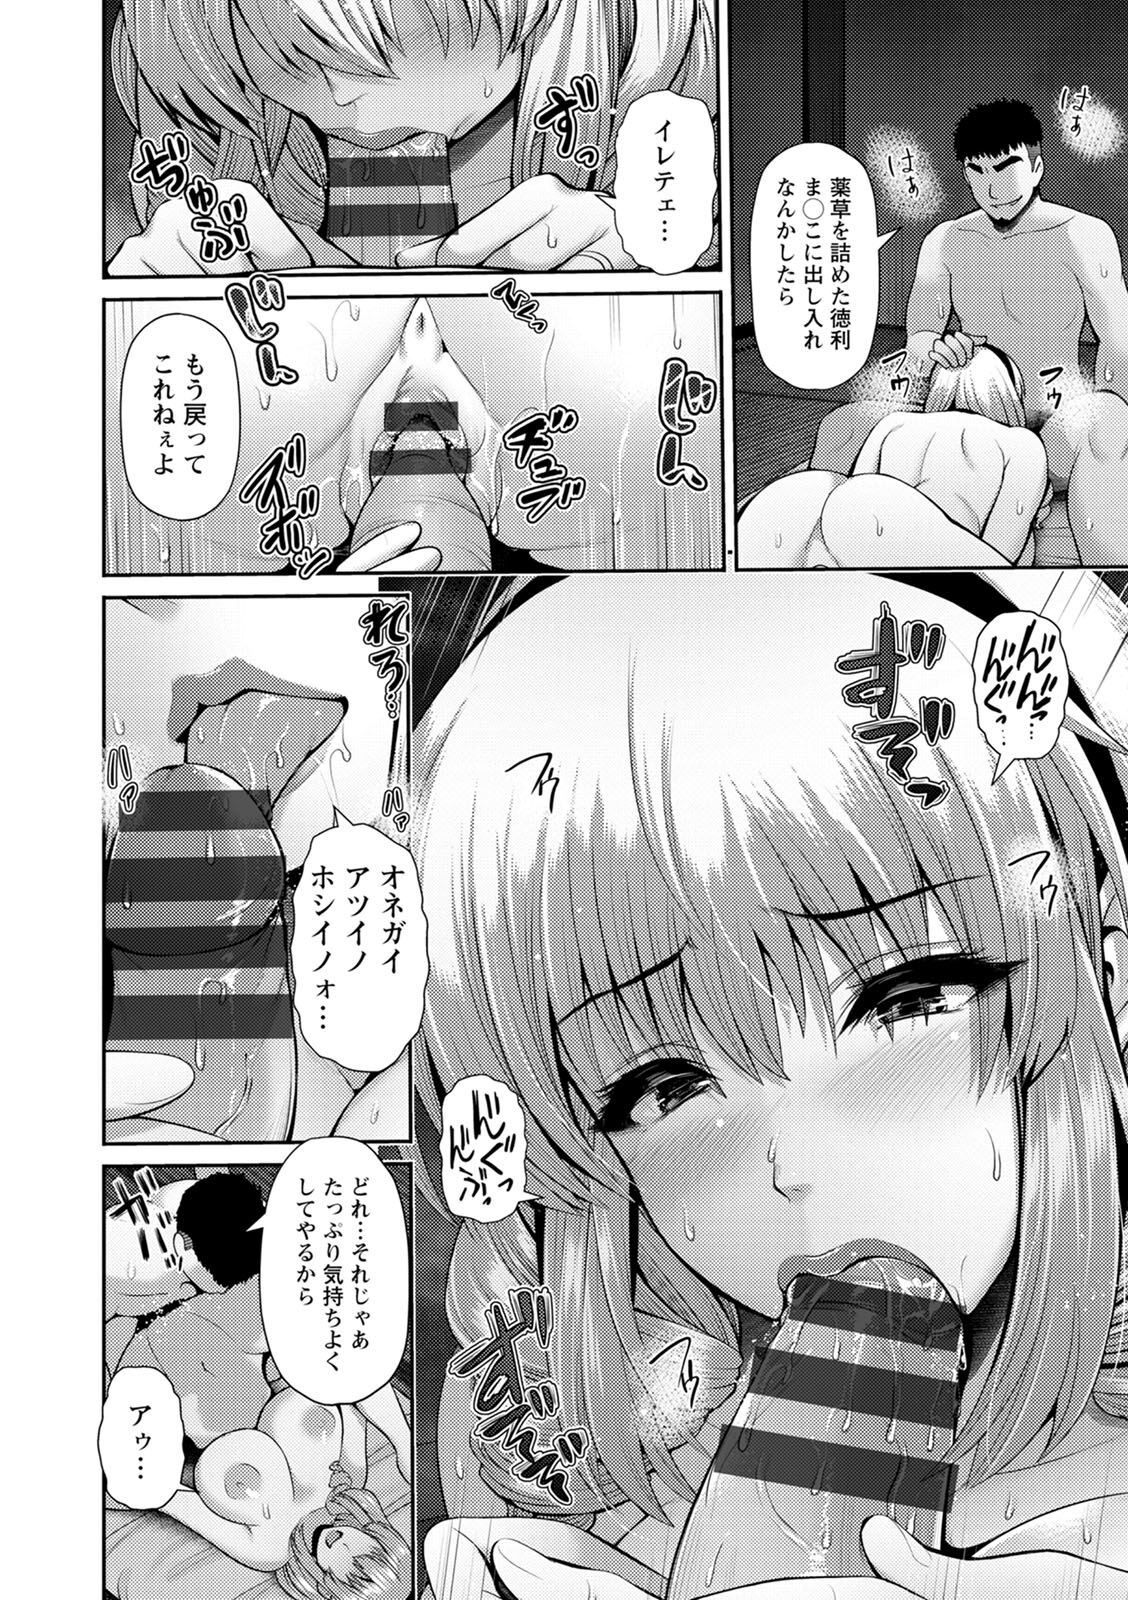 はぁ
はぁ
薬草を詰めた徳利
ま◯こに出し入れ
なんかしたら
フゥ
フゥ
イレテェ…
ずっ
ぢゅぶ
じん
じん
もう戻って
これねぇよ
ヂュブ
ズボッ
んんっ…
んぐっ…
ずぞぞっ
フゥ
フゥ
フゥ
んぐっ
んぶっ
れろ…
ハァ
ハァ
オネガイ
アツイノ
ホシイノォ…
どれ…それじゃあ
たっぷり気持ちよく
してやるから
アゥ…